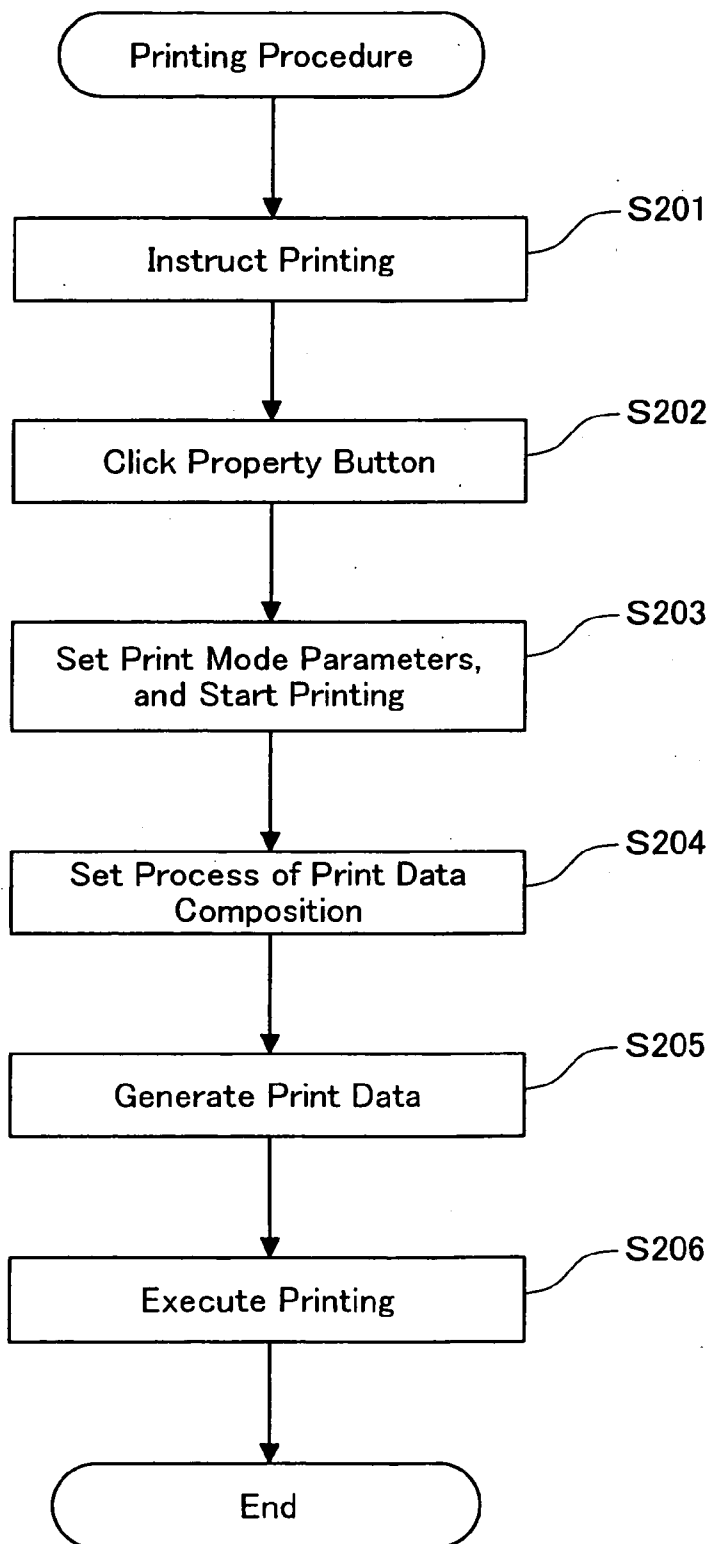 Printing Procedure
S201
Instruct Printing
S202
Click Property Button
S203
Set Print Mode Parameters,
and Start Printing
S204
Set Process of Print Data
Composition
S205
Generate Print Data
S206
Execute Printing
End